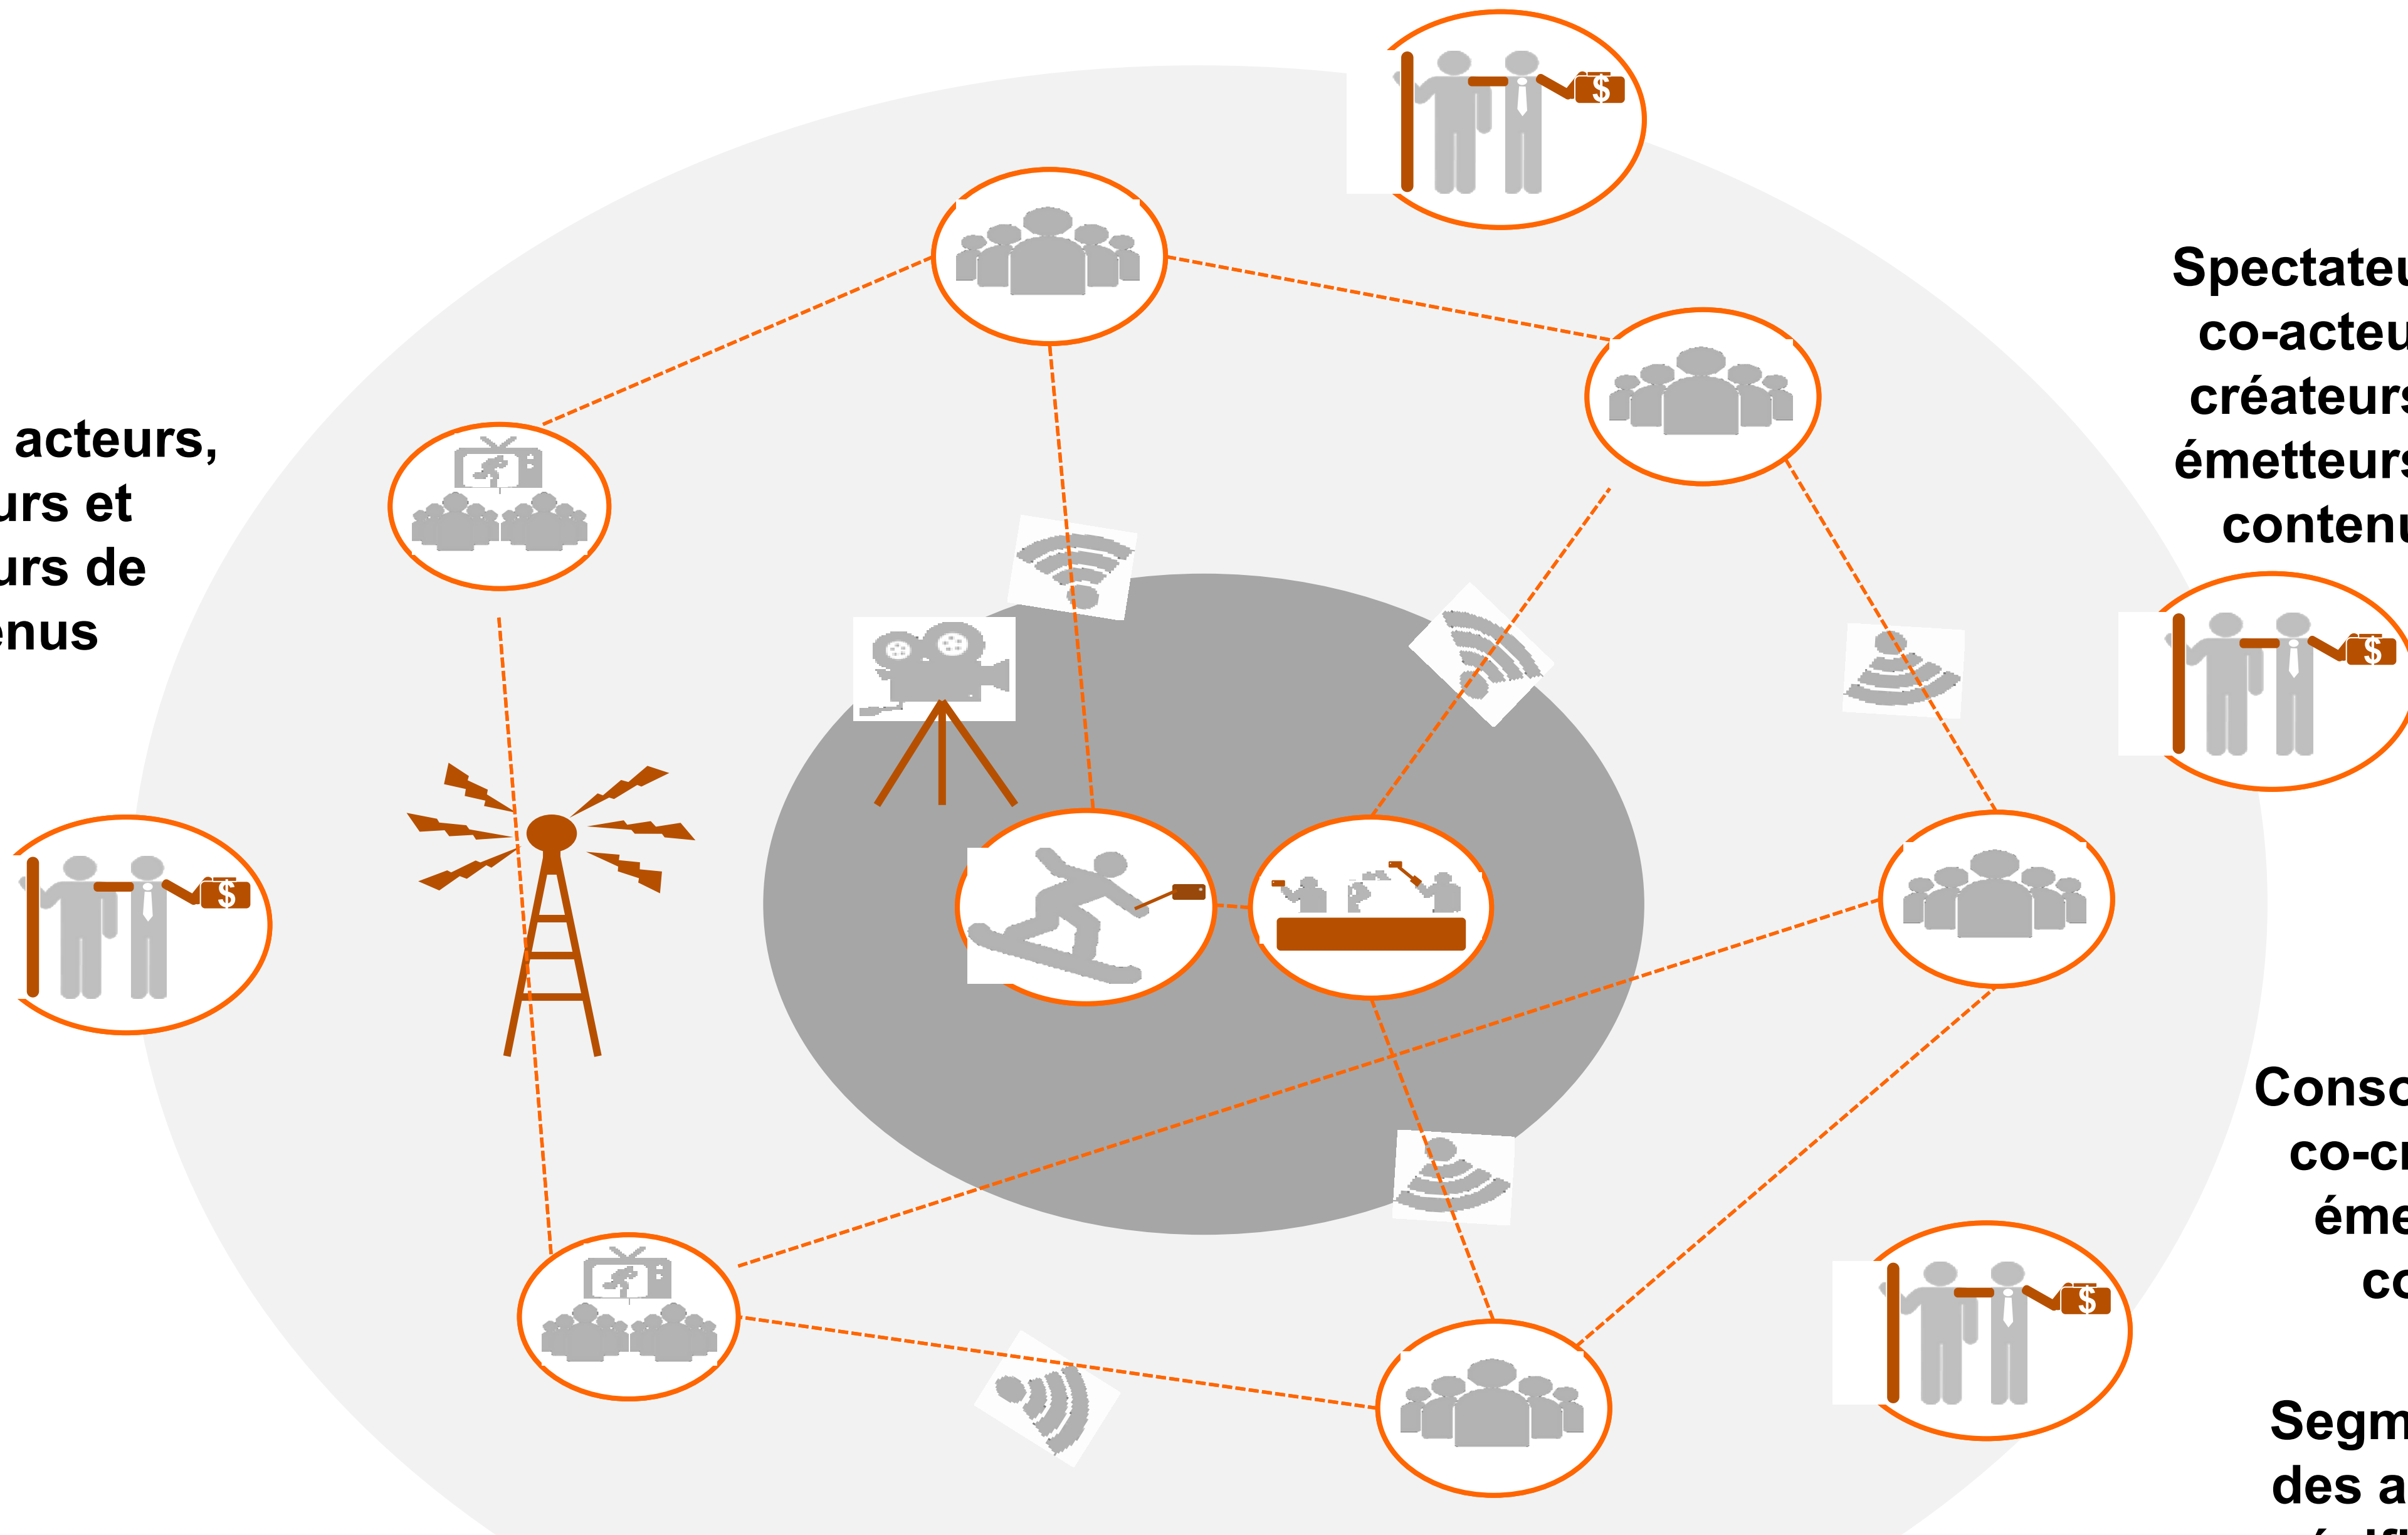 acteurs,
urs et
urs de
enus
Spectateu
co-acteu
créateurs
émetteurs
contenu
$
$
$
$
Conso
co-cr
éme
co
Segm
des a